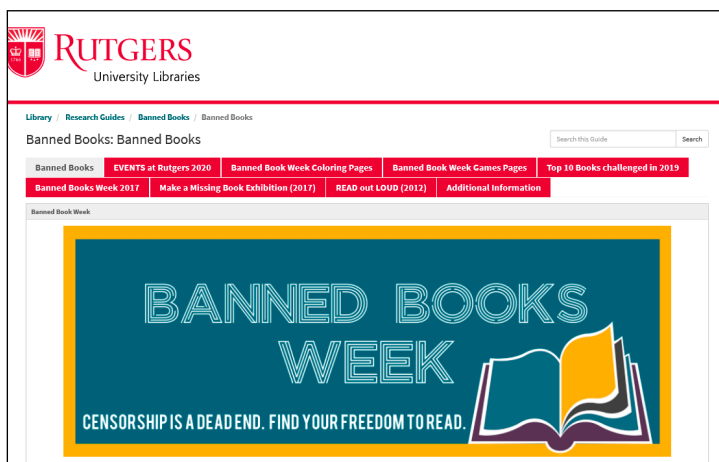 1766
RUTGERS
University Libraries
Library / Research Guides / Banned Books / Banned Books
Banned Books: Banned Books
Search this Guide
Search
Banned Books
EVENTS at Rutgers 2020
Banned Book Week Coloring Pages
Banned Book Week Games Pages
Top 10 Books challenged in 2019
Banned Books Week 2017
Make a Missing Book Exhibition (2017)
READ out LOUD (2012)
Additional Information
Banned Book Week
BANNED BOOKS
WEEK
CENSORSHIP IS A DEAD END. FIND YOUR FREEDOM TO READ.